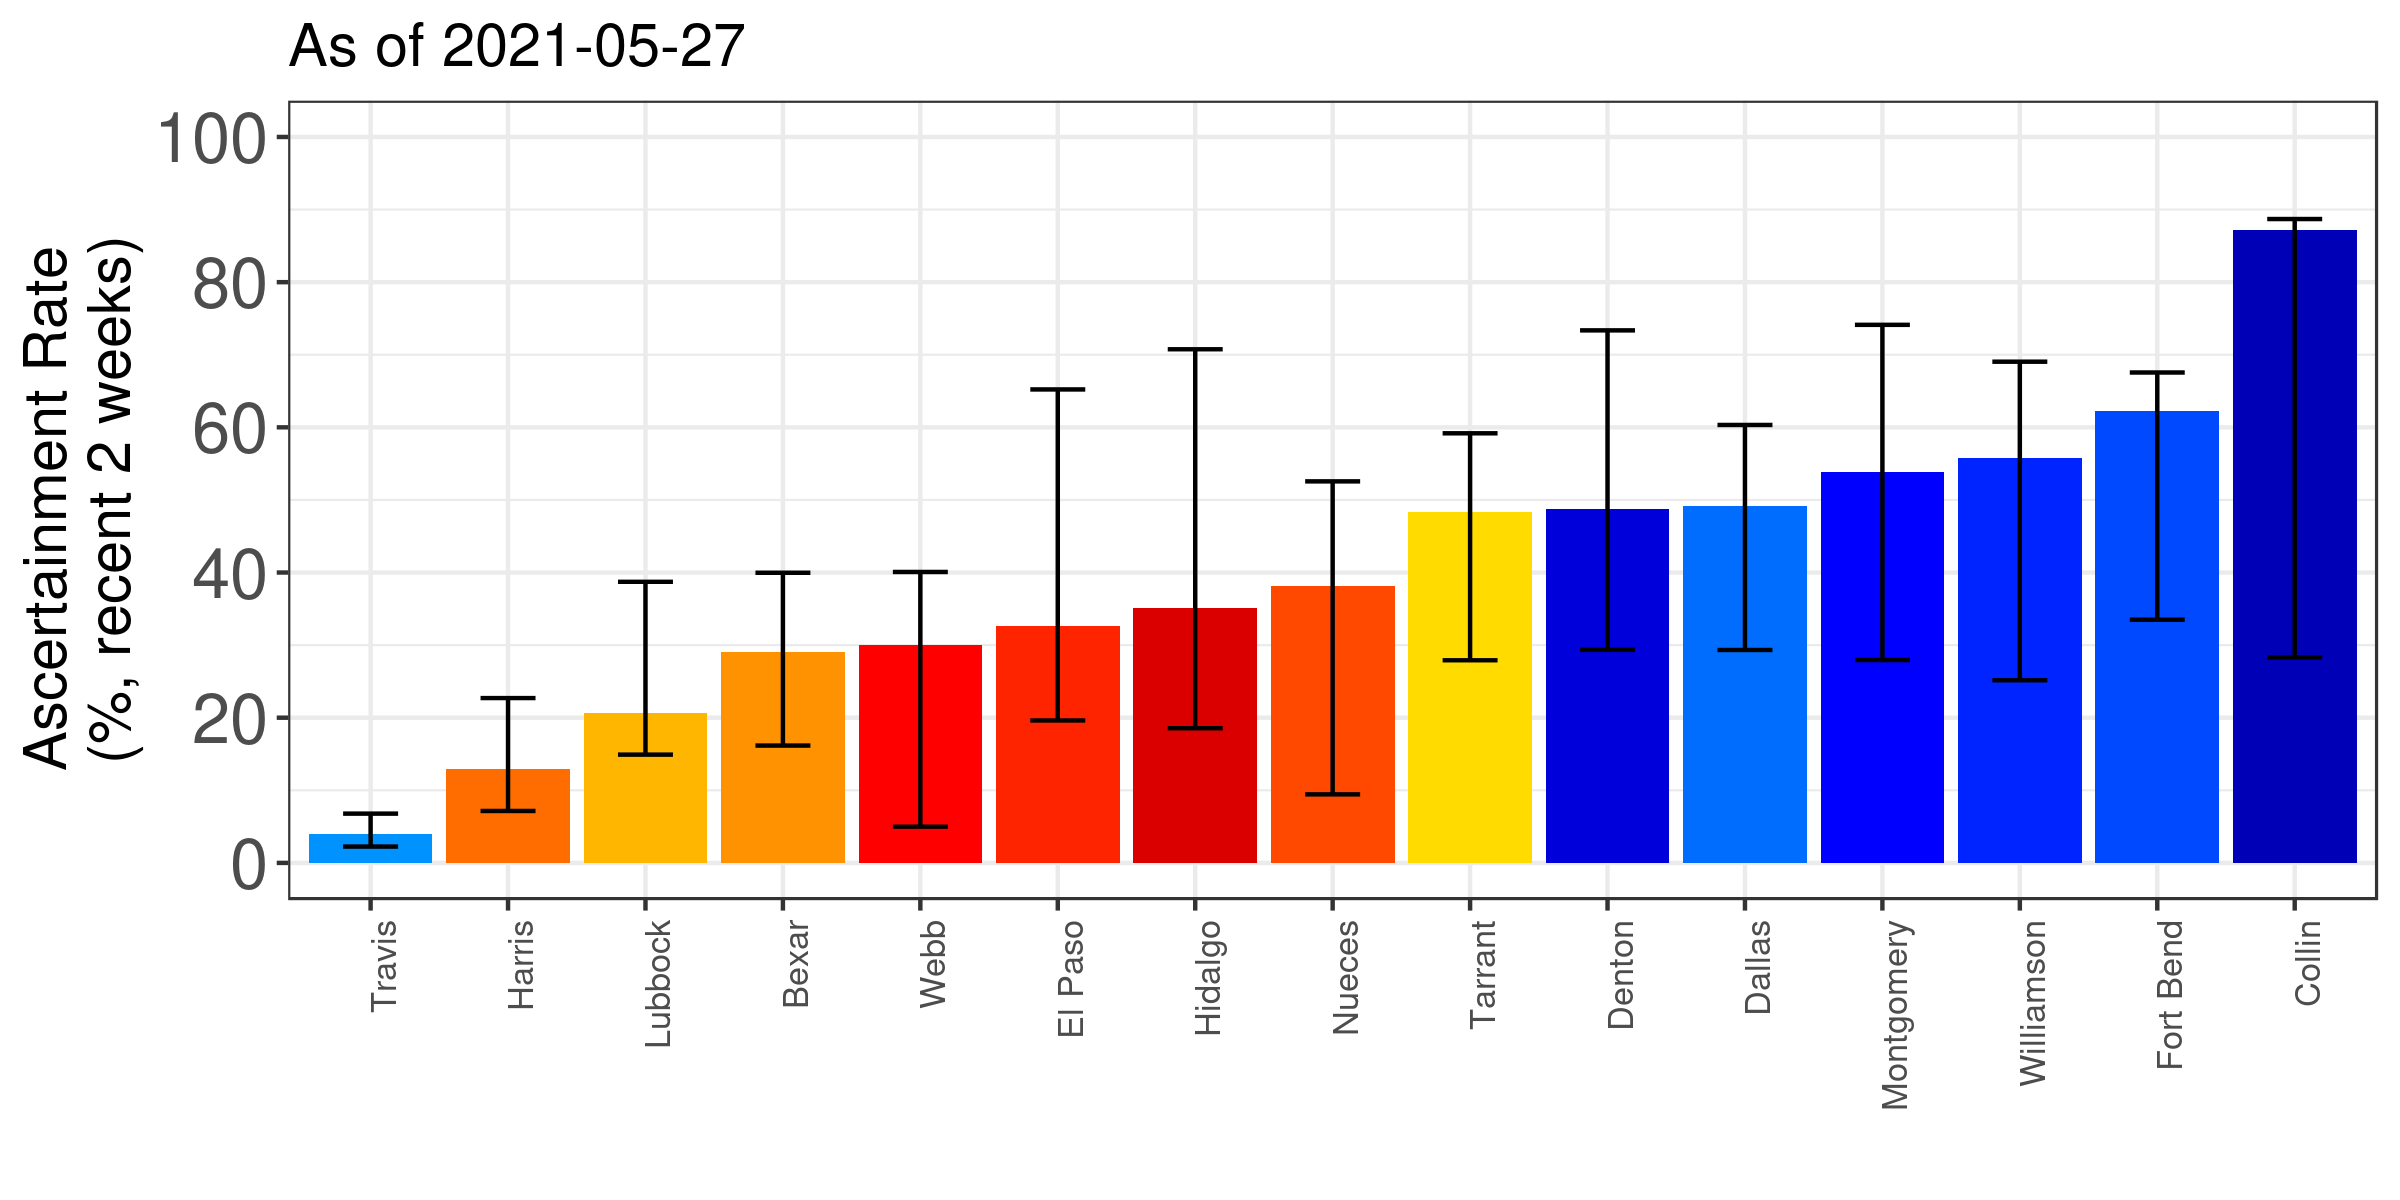 As of 2021-05-27
Ascertainment Rate
(%, recent 2 weeks)
100
80
60
40
20
0
Travis
Harris
Lubbock
Bexar
Webb
El Paso
Hidalgo
Nueces
Tarrant
Denton
Dallas
Montgomery
Williamson
Fort Bend
Collin